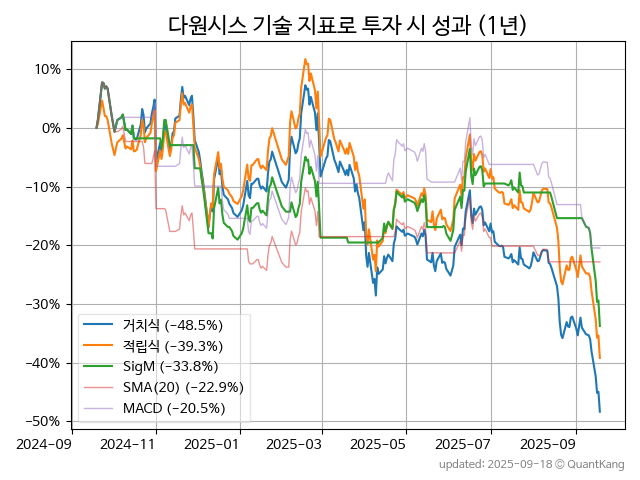 다원시스 기술 지표로 투자 시 성과 (1년)
10%
0%
−10%
−20%
−30%
−40%
−50%
거치식 (−48.5%)
적립식 (−39.3%)
SigM (−33.8%)
SMA(20) (−22.9%)
MACD (−20.5%)
2024-09
2024-11
2025-01
2025-03
2025-05
2025-07
2025-09
updated: 2025-09-18 © QuantKang